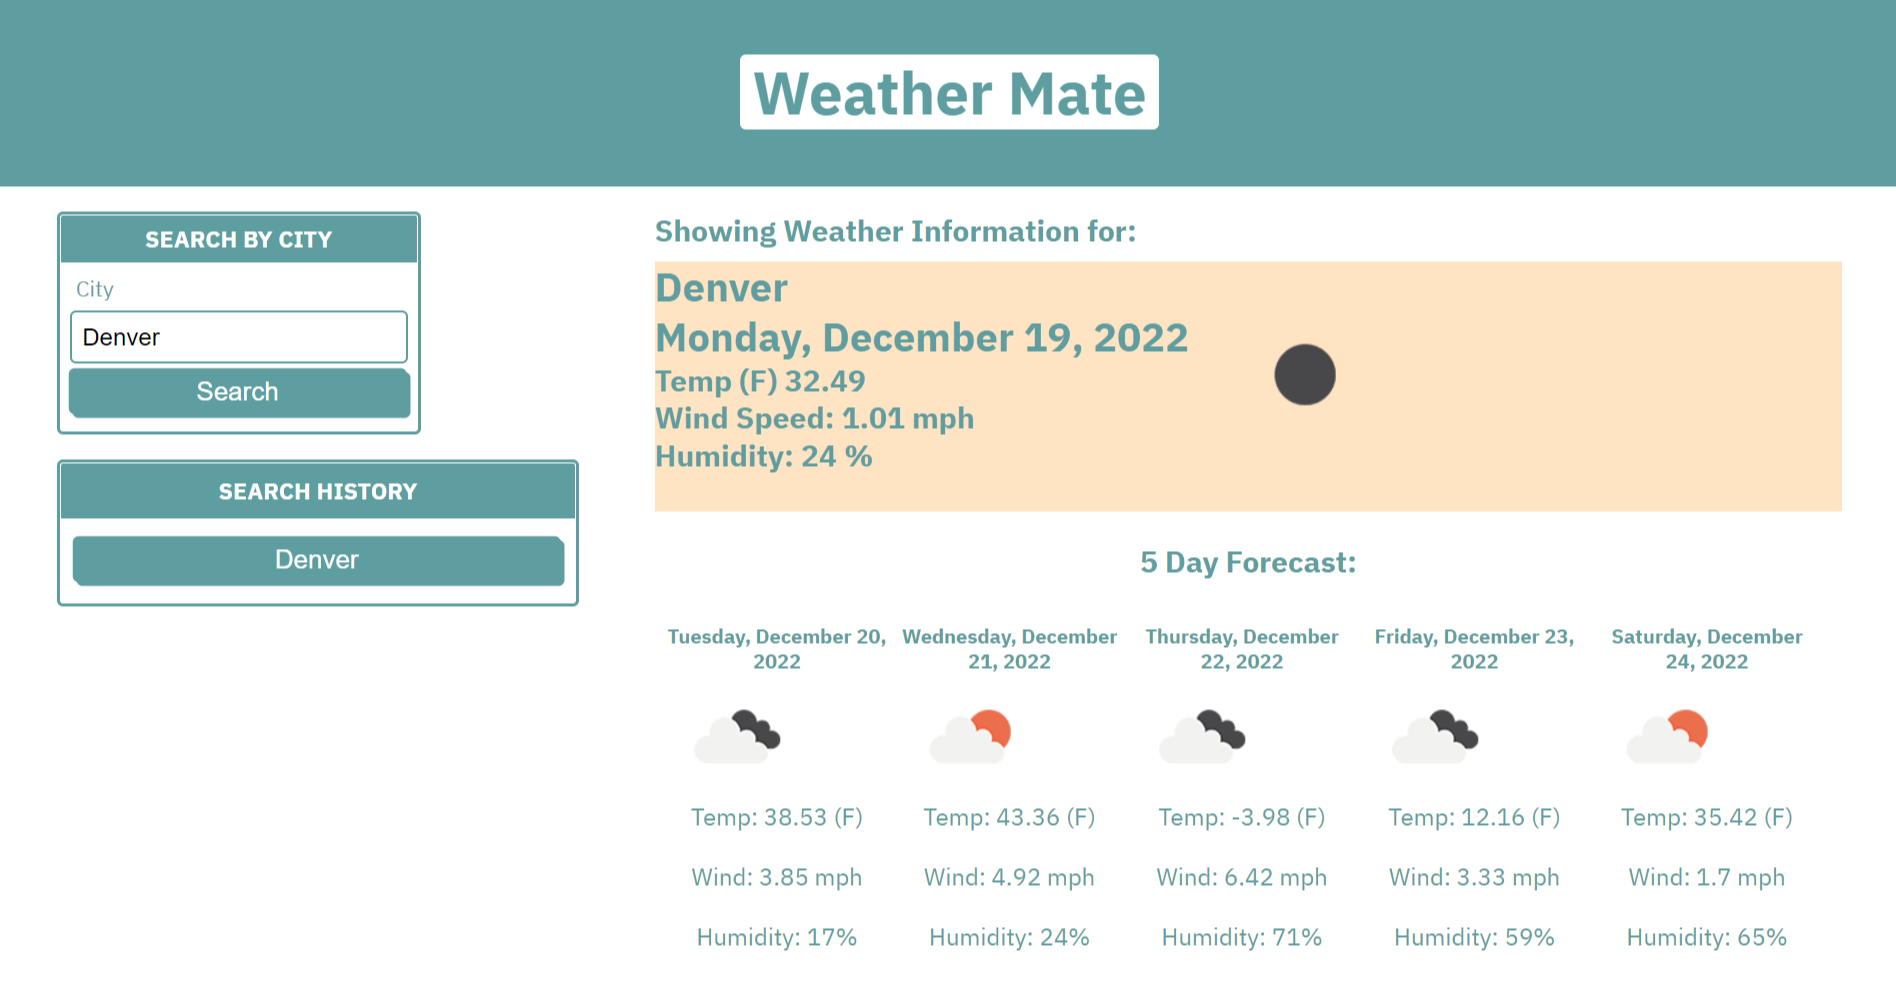 Weather Mate
SEARCH BY CITY
City
Denver
Search
SEARCH HISTORY
Denver
Showing Weather Information for:
Denver
Monday, December 19, 2022
Temp (F) 32.49
Wind Speed: 1.01 mph
Humidity: 24 %
5 Day Forecast:
Tuesday, December 20,
2022
Temp: 38.53 (F)
Wind: 3.85 mph
Humidity: 17%
Wednesday, December
21, 2022
Temp: 43.36 (F)
Wind: 4.92 mph
Humidity: 24%
Thursday, December
22, 2022
Temp: -3.98 (F)
Wind: 6.42 mph
Humidity: 71%
Friday, December 23,
2022
Temp: 12.16 (F)
Wind: 3.33 mph
Humidity: 59%
Saturday, December
24, 2022
Temp: 35.42 (F)
Wind: 1.7 mph
Humidity: 65%